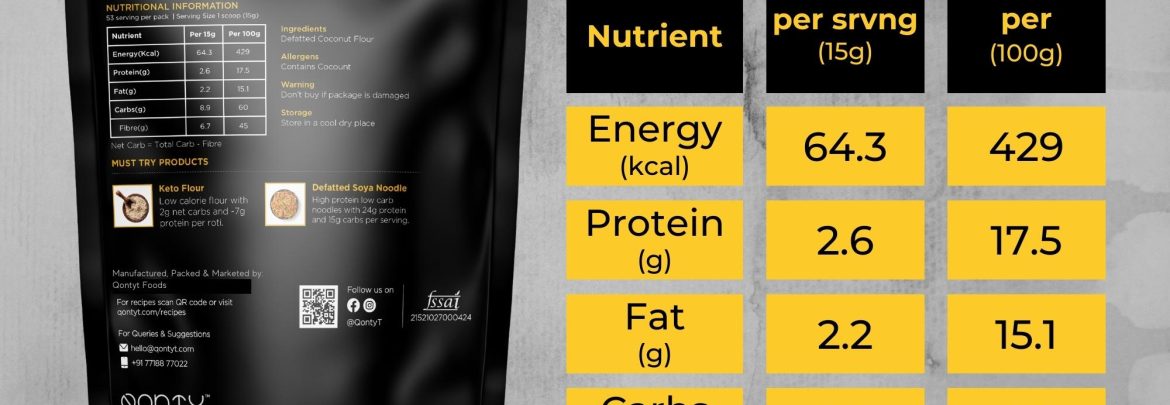 NUTRITIONAL INFORMATION
53 serving per pack | Serving Size 1 scoop (15g)
Nutrient Per 15g Per 100g
Energy(Kcal) 64.3 429
Protein(g) 2.6 17.5
Fat(g) 2.2 15.1
Carbs(g) 8.9 60
Fibre(g) 6.7 45
Net Carb = Total Carb - Fibre
Ingredients
Defatted Coconut Flour
Allergens
Contains Cocount
Warning
Don't buy if package is damaged
Storage
Store in a cool dry place
MUST TRY PRODUCTS
Keto Flour
Low calorie flour with
2g net carbs and ~7g
protein per roti.
Defatted Soya Noodle
High protein low carb
noodles with 24g protein
and 15g carbs per serving.
Manufactured, Packed & Marketed by:
Qontyt Foods
For recipes scan QR code or visit
qontyt.com/recipes
For Queries & Suggestions
hello@qontyt.com
+91 77188 77022
Follow us on
@QontyT
fssai
21521027000424
QONTY™
Nutrient per srvng (15g) per (100g)
Energy (kcal) 64.3 429
Protein (g) 2.6 17.5
Fat (g) 2.2 15.1
Carbs